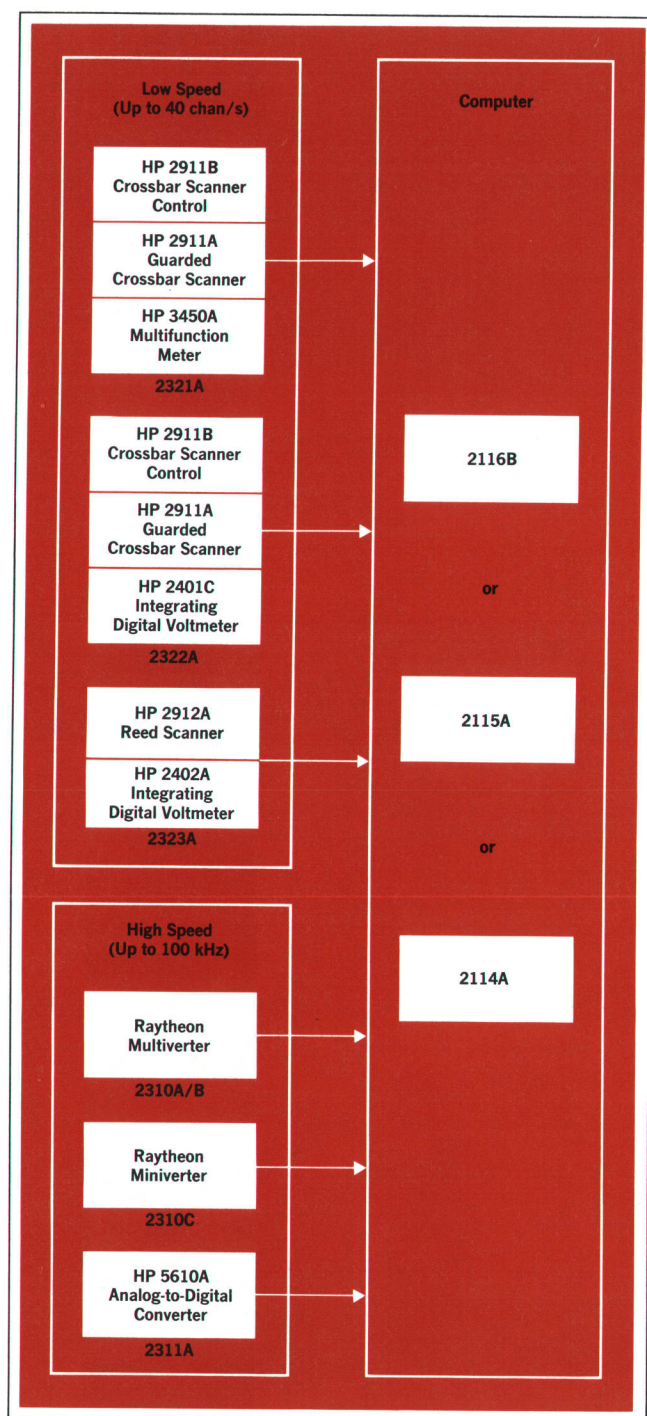 Low Speed
(Up to 40 chan/s)
HP 2911B
Crossbar Scanner
Control
HP 2911A
Guarded
Crossbar Scanner
HP 3450A
Multifunction
Meter
2321A
HP 2911B
Crossbar Scanner
Control
HP 2911A
Guarded
Crossbar Scanner
HP 2401C
Integrating
Digital Voltmeter
2322A
HP 2912A
Reed Scanner
HP 2402A
Integrating
Digital Voltmeter
2323A
High Speed
(Up to 100 kHz)
Raytheon
Multiverter
2310A/B
Raytheon
Miniverter
2310C
HP 5610A
Analog-to-Digital
Converter
2311A
Computer
2116B
or
2115A
or
2114A